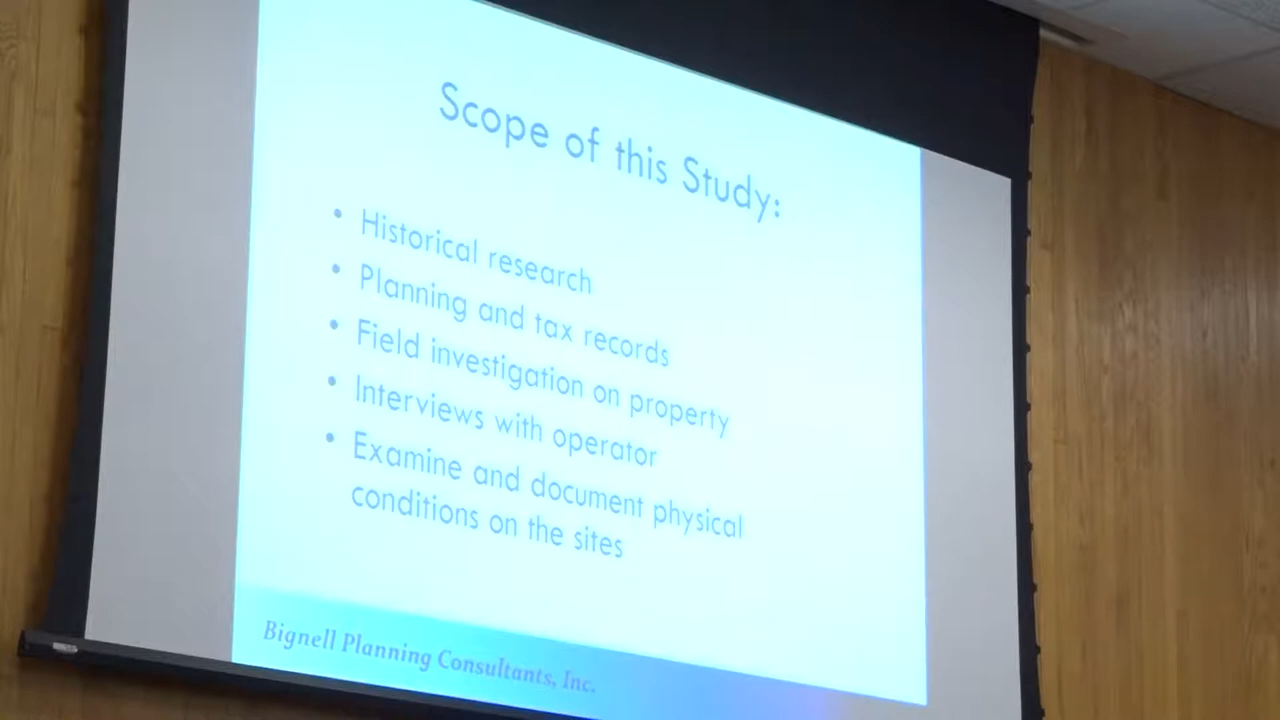 Scope of this Study:
• Historical research
• Planning and tax records
• Field investigation on property
• Interviews with operator
• Examine and document physical
conditions on the sites
Bignell Planning Consultants, Inc.